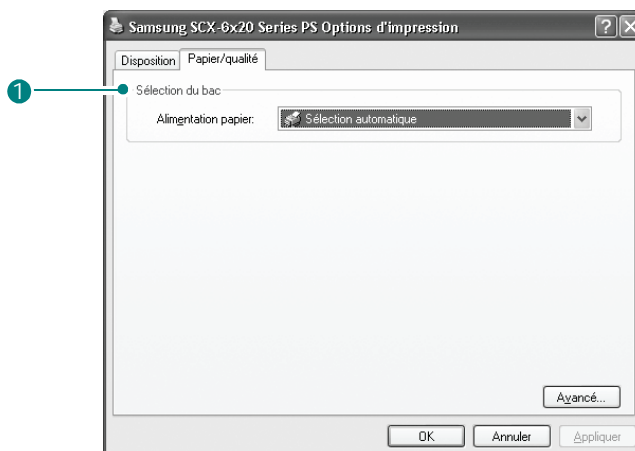 Samsung SCX-6x20 Series PS Options d'impression
Disposition Papier/qualité
1 Sélection du bac
Alimentation papier: Sélection automatique
Avancé...
OK Annuler Appliquer